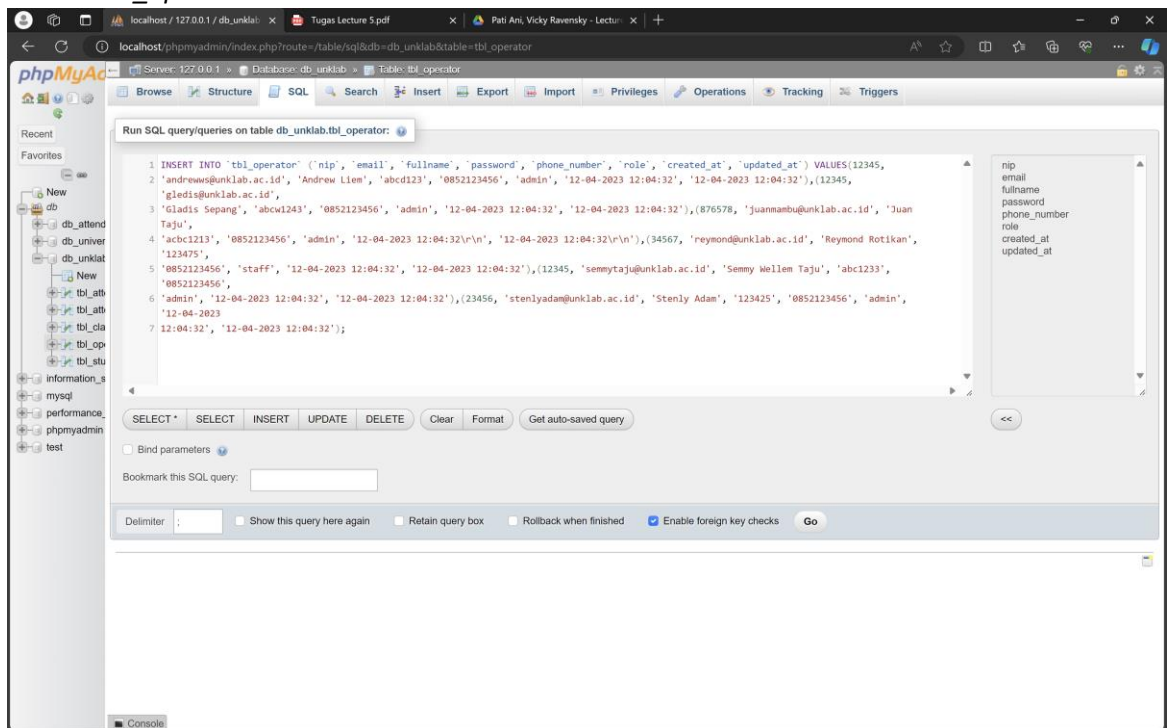 localhost / 127.0.0.1 / db_unklab
Tugas Lecture 5.pdf
Pati Ani, Vicky Ravensky - Lectur
localhost/phpmyadmin/index.php?route=/table/sql&db=db_unklab&table=tbl_operator
phpMyAd
Server: 127.0.0.1 » Database: db_unklab » Table: tbl_operator
Browse Structure SQL Search Insert Export Import Privileges Operations Tracking Triggers
Recent
Favorites
New
db
db_attend
db_univer
db_unklab
New
tbl_att
tbl_att
tbl_cla
tbl_op
tbl_stu
information_s
mysql
performance_
phpmyadmin
test
Run SQL query/queries on table db_unklab.tbl_operator:
1 INSERT INTO `tbl_operator` (`nip`, `email`, `fullname`, `password`, `phone_number`, `role`, `created_at`, `updated_at`) VALUES(12345,
2 'andrewws@unklab.ac.id', 'Andrew Liem', 'abcd123', '0852123456', 'admin', '12-04-2023 12:04:32', '12-04-2023 12:04:32'),(12345,
'gledis@unklab.ac.id',
3 'Gladis Sepang', 'abcw1243', '0852123456', 'admin', '12-04-2023 12:04:32', '12-04-2023 12:04:32'),(876578, 'juanmambu@unklab.ac.id', 'Juan
Taju',
4 'acbc1213', '0852123456', 'admin', '12-04-2023 12:04:32\r\n', '12-04-2023 12:04:32\r\n'),(34567, 'reymond@unklab.ac.id', 'Reymond Rotikan',
'123475',
5 '0852123456', 'staff', '12-04-2023 12:04:32', '12-04-2023 12:04:32'),(12345, 'semmytaju@unklab.ac.id', 'Semmy Wellem Taju', 'abc1233',
'0852123456',
6 'admin', '12-04-2023 12:04:32', '12-04-2023 12:04:32'),(23456, 'stenlyadam@unklab.ac.id', 'Stenly Adam', '123425', '0852123456', 'admin',
'12-04-2023
7 12:04:32', '12-04-2023 12:04:32');
nip
email
fullname
password
phone_number
role
created_at
updated_at
SELECT * SELECT INSERT UPDATE DELETE Clear Format Get auto-saved query <<
Bind parameters
Bookmark this SQL query:
Delimiter ; Show this query here again Retain query box Rollback when finished Enable foreign key checks Go
Console